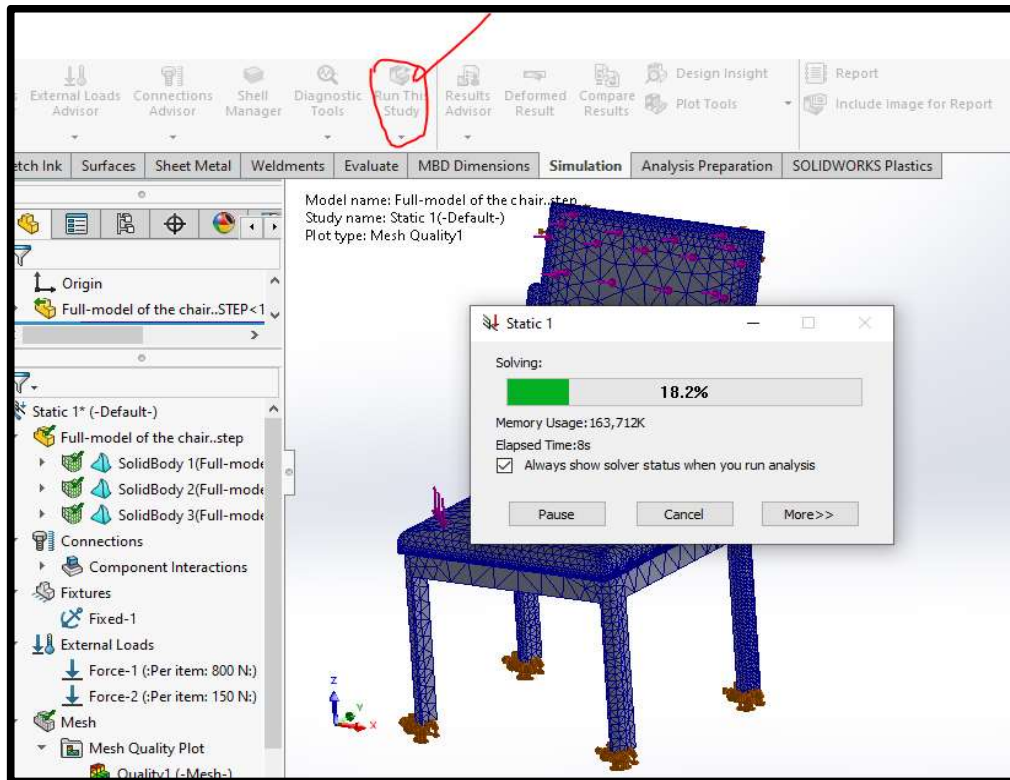 External Loads Advisor
Connections Advisor
Shell Manager
Diagnostic Tools
Run This Study
Results Advisor
Deformed Result
Compare Results
Design Insight
Plot Tools
Report
Include Image for Report
etch Ink
Surfaces
Sheet Metal
Weldments
Evaluate
MBD Dimensions
Simulation
Analysis Preparation
SOLIDWORKS Plastics
Model name: Full-model of the chair..step
Study name: Static 1(-Default-)
Plot type: Mesh Quality1
Origin
Full-model of the chair..STEP<1
Static 1* (-Default-)
Full-model of the chair..step
SolidBody 1(Full-mode
SolidBody 2(Full-mode
SolidBody 3(Full-mode
Connections
Component Interactions
Fixtures
Fixed-1
External Loads
Force-1 (:Per item: 800 N:)
Force-2 (:Per item: 150 N:)
Mesh
Mesh Quality Plot
Quality1 (-Mesh-)
Static 1
Solving:
18.2%
Memory Usage:163,712K
Elapsed Time:8s
Always show solver status when you run analysis
Pause
Cancel
More>>
Z
Y
X